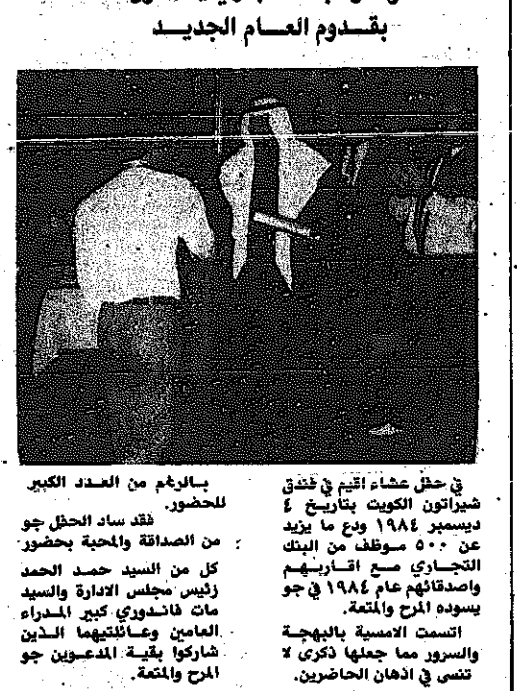 بقـدوم العـام الجديـد
في حفل عشاء اقيم في فندق
شيراتون الكويت بتاريخ ٤
ديسمبر ١٩٨٤ ودع ما يزيد
عن ٥٠٠ موظف من البنك
التجاري مع اقاربهم
واصدقائهم عام ١٩٨٤ في جو
يسوده المرح والمتعة.
اتسمت الامسية بالبهجة
والسرور مما جعلها ذكرى لا
تنسى في اذهان الحاضرين.
بالرغم من العدد الكبير
للحضور.
فقد ساد الحفل جو
من الصداقة والمحبة بحضور
كل من السيد حمد الحمد
رئيس مجلس الادارة والسيد
مات فاندوري كبير المدراء
العامين وعائلتيهما الذين
شاركوا بقية المدعوين جو
المرح والمتعة.